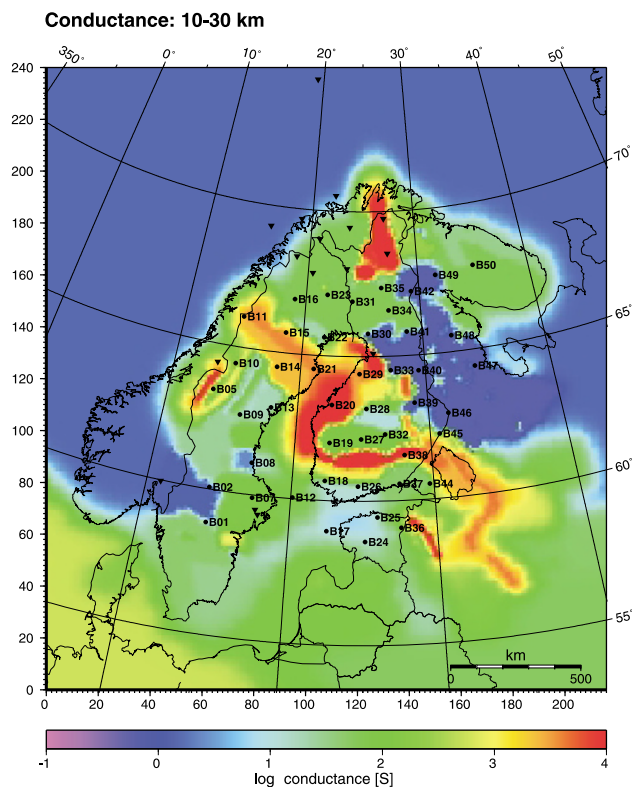 Conductance: 10-30 km
350° 0° 10° 20° 30° 40° 50°
240
220
70°
200
180
B50
B49
B35 B42
B23
B16 B31
160
B34
65°
B11
B15 B30 B41 B48
B22
140
B10 B14 B21 B29 B33 B40 B47
B05
120
B20 B28 B39
B13
B09 B46
B32 B45
B19 B27
100
B38
B08
60°
B18
B02 B26 B37 B44
80
B07 B12
B25
B01 B17 B36
60
B24
40
55°
20
km
0 500
0
0 20 40 60 80 100 120 140 160 180 200
-1 0 1 2 3 4
log conductance [S]